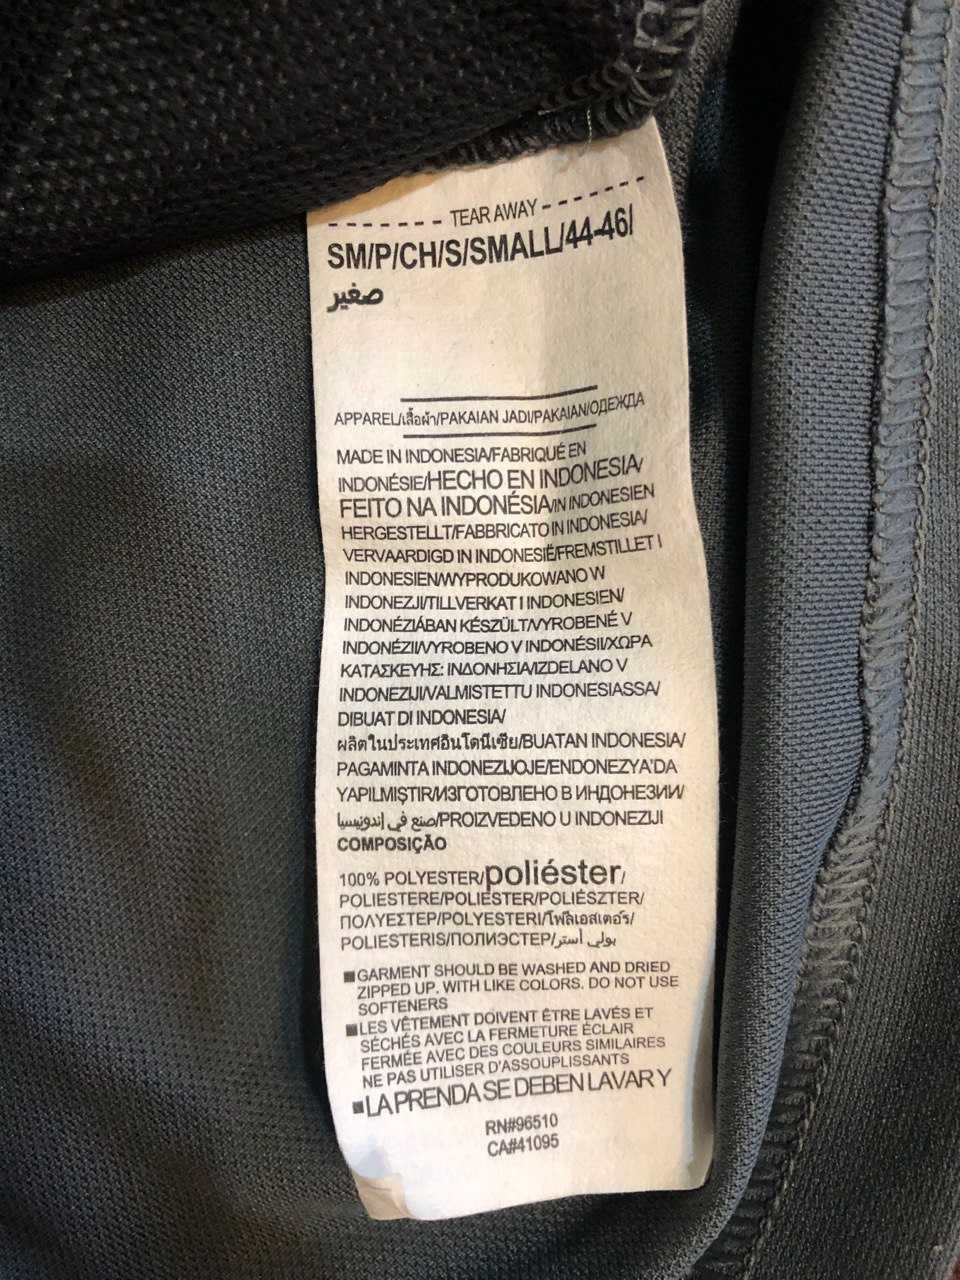 ------ TEAR AWAY ------
SM/P/CH/S/SMALL/44-46/
صغير
APPAREL/เสื้อผ้า/PAKAIAN JADI/PAKAIAN/ОДЕЖДА
MADE IN INDONESIA/FABRIQUÉ EN
INDONÉSIE/HECHO EN INDONESIA/
FEITO NA INDONÉSIA/IN INDONESIEN
HERGESTELLT/FABBRICATO IN INDONESIA/
VERVAARDIGD IN INDONESIË/FREMSTILLET I
INDONESIEN/WYPRODUKOWANO W
INDONEZJI/TILLVERKAT I INDONESIEN/
INDONÉZIÁBAN KÉSZÜLT/VYROBENÉ V
INDONÉZII/VYROBENO V INDONÉSII/ΧΩΡΑ
ΚΑΤΑΣΚΕΥΗΣ: ΙΝΔΟΝΗΣΙΑ/IZDELANO V
INDONEZIJI/VALMISTETTU INDONESIASSA/
DIBUAT DI INDONESIA/
ผลิตในประเทศอินโดนีเซีย/BUATAN INDONESIA/
PAGAMINTA INDONEZIJOJE/ENDONEZYA'DA
YAPILMIŞTIR/ИЗГОТОВЛЕНО В ИНДОНЕЗИИ/
صنع في إندونيسيا/PROIZVEDENO U INDONEZIJI
COMPOSIÇÃO
100% POLYESTER/poliéster/
POLIESTERE/POLIESTER/POLIÉSZTER/
ΠΟΛΥΕΣΤΕΡ/POLYESTERI/โพลีเอสเตอร์/
POLIESTERIS/ПОЛИЭСТЕР/بولي أستر
■GARMENT SHOULD BE WASHED AND DRIED
ZIPPED UP. WITH LIKE COLORS. DO NOT USE
SOFTENERS
■LES VÊTEMENT DOIVENT ÊTRE LAVÉS ET
SÉCHÉS AVEC LA FERMETURE ÉCLAIR
FERMÉE AVEC DES COULEURS SIMILAIRES
NE PAS UTILISER D'ASSOUPLISSANTS
■LA PRENDA SE DEBEN LAVAR Y
RN#96510
CA#41095